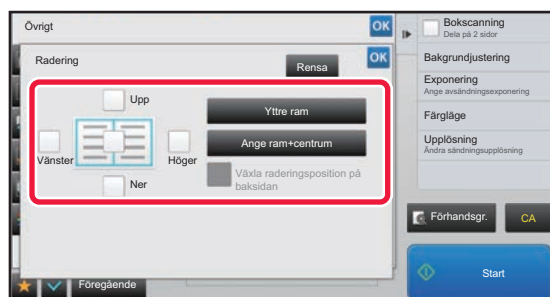 Övrigt
OK
Radering
Rensa
OK
Upp
Vänster
Höger
Ner
Yttre ram
Ange ram+centrum
Växla raderingsposition på
baksidan
Föregående
Bokscanning
Dela på 2 sidor
Bakgrundjustering
Exponering
Ange avsändningsexponering
Färgläge
Upplösning
Ändra sändningsupplösning
Förhandsgr.
CA
Start